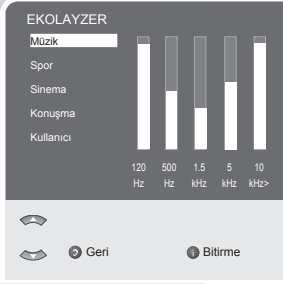 EKOLAYZER
Müzik
Spor
Sinema
Konuşma
Kullanıcı
120 500 1.5 5 10
Hz Hz kHz kHz kHz>
Geri Bitirme